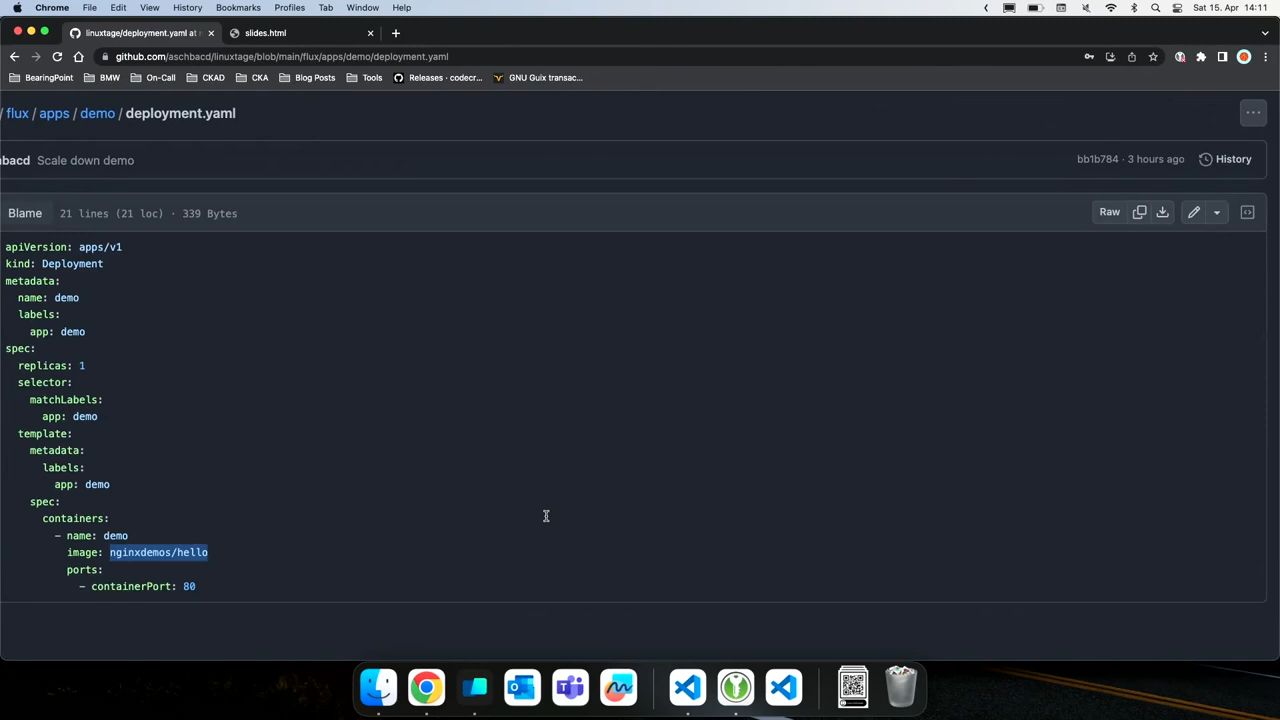 Chrome File Edit View History Bookmarks Profiles Tab Window Help Sat 15. Apr 14:11
linuxtage/deployment.yaml at m slides.html
github.com/aschbacd/linuxtage/blob/main/flux/apps/demo/deployment.yaml
BearingPoint BMW On-Call CKAD CKA Blog Posts Tools Releases · codecr... GNU Guix transac...
/ flux / apps / demo / deployment.yaml
hbacd Scale down demo bb1b784 · 3 hours ago History
Blame 21 lines (21 loc) · 339 Bytes Raw
apiVersion: apps/v1
kind: Deployment
metadata:
name: demo
labels:
app: demo
spec:
replicas: 1
selector:
matchLabels:
app: demo
template:
metadata:
labels:
app: demo
spec:
containers:
- name: demo
image: nginxdemos/hello
ports:
- containerPort: 80